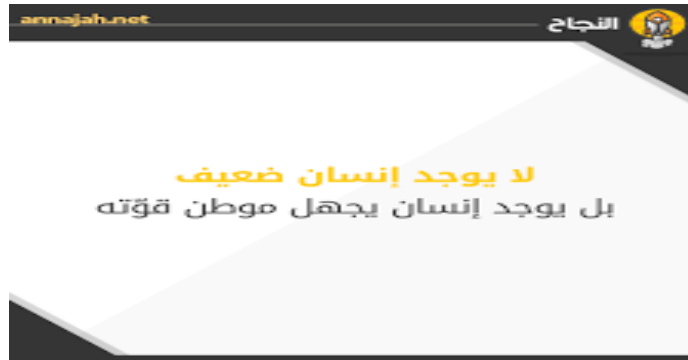 annajah.net
النجاح
لا يوجد إنسان ضعيف
بل يوجد إنسان يجهل موطن قوّته